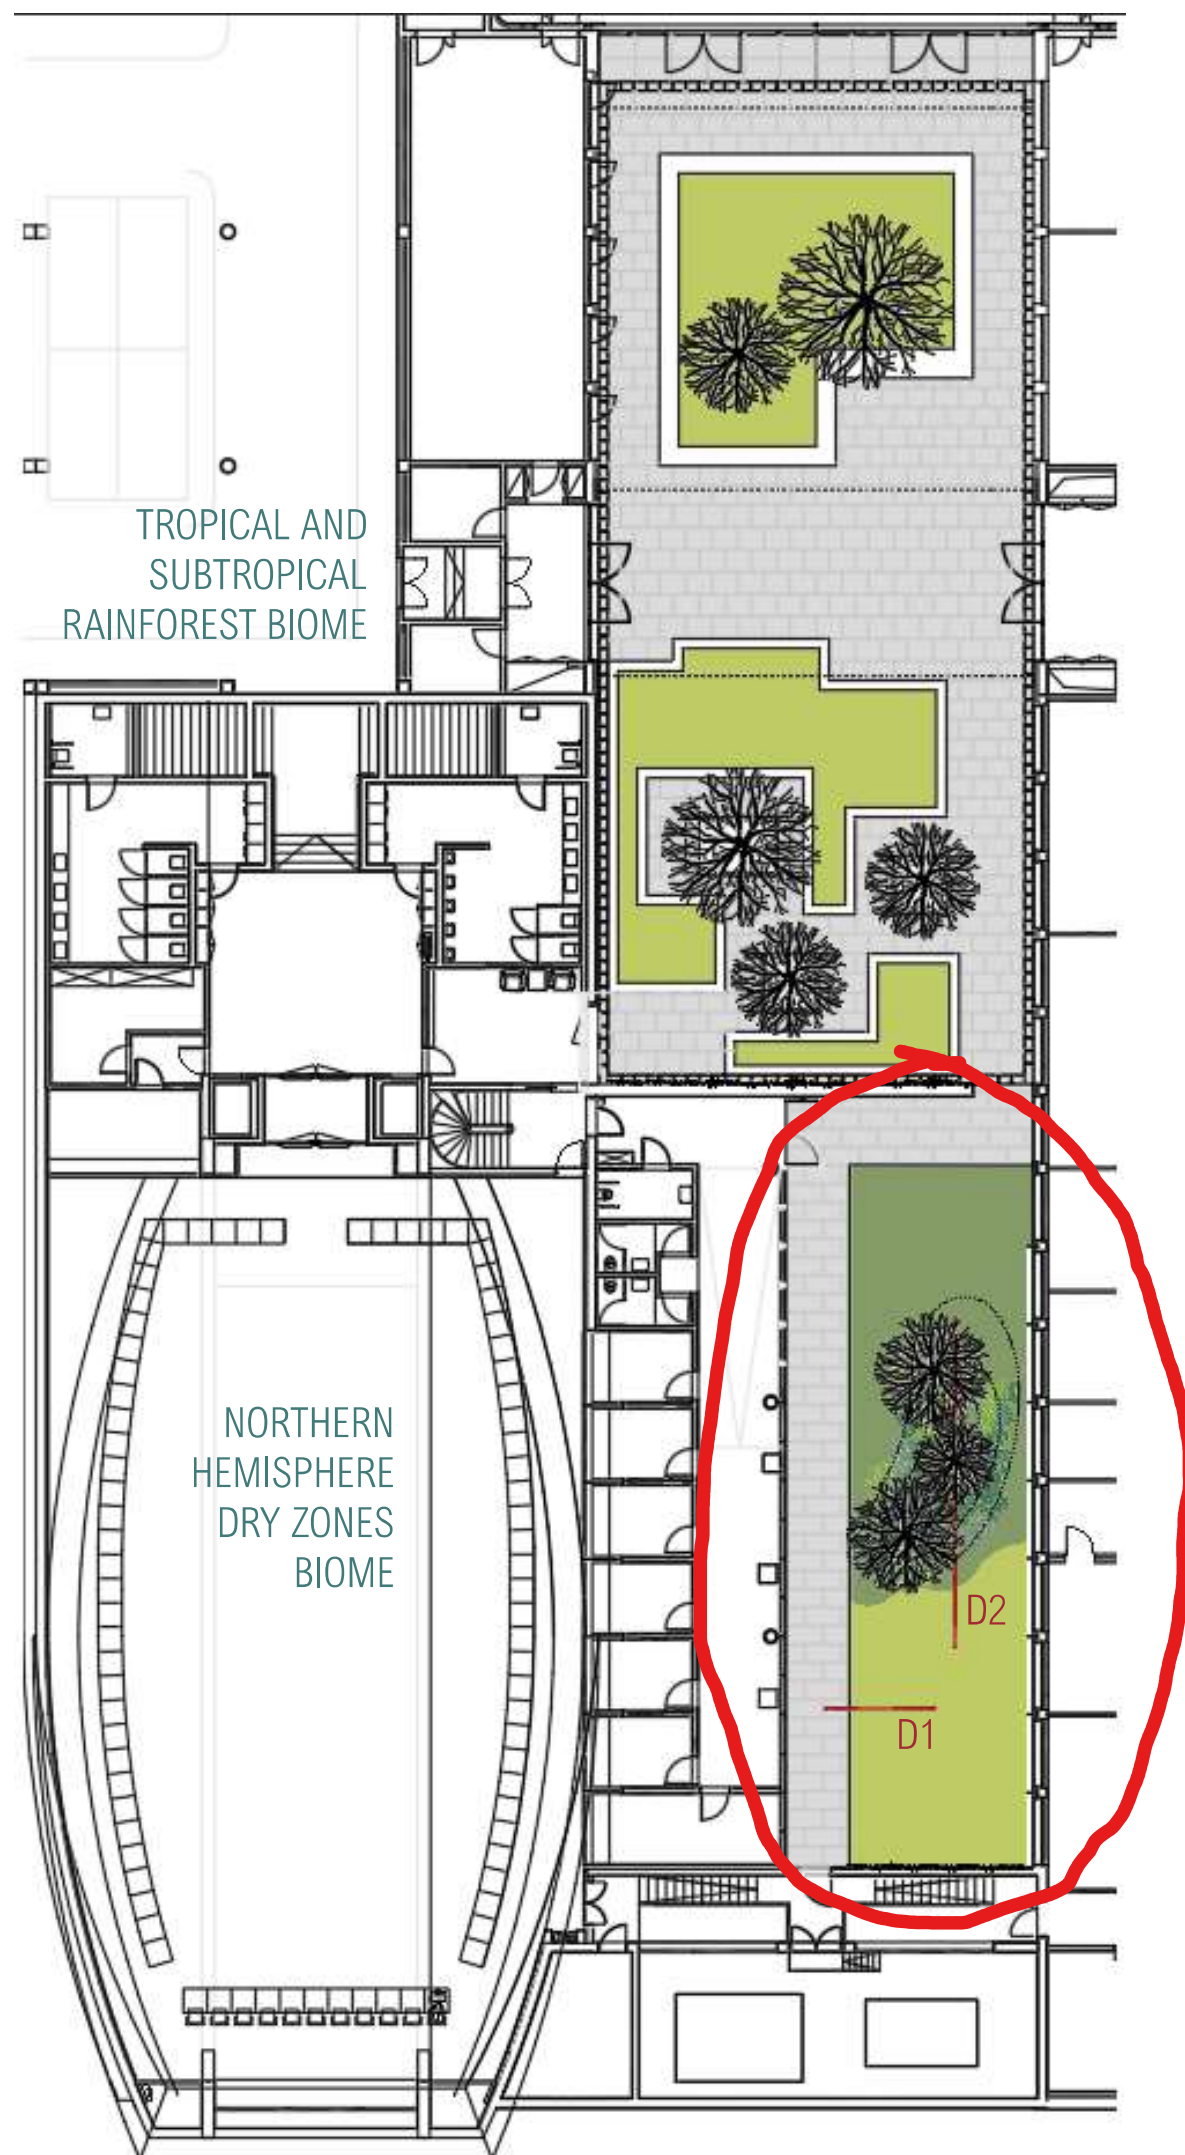 TROPICAL AND
SUBTROPICAL
RAINFOREST BIOME
NORTHERN
HEMISPHERE
DRY ZONES
BIOME
D2
D1